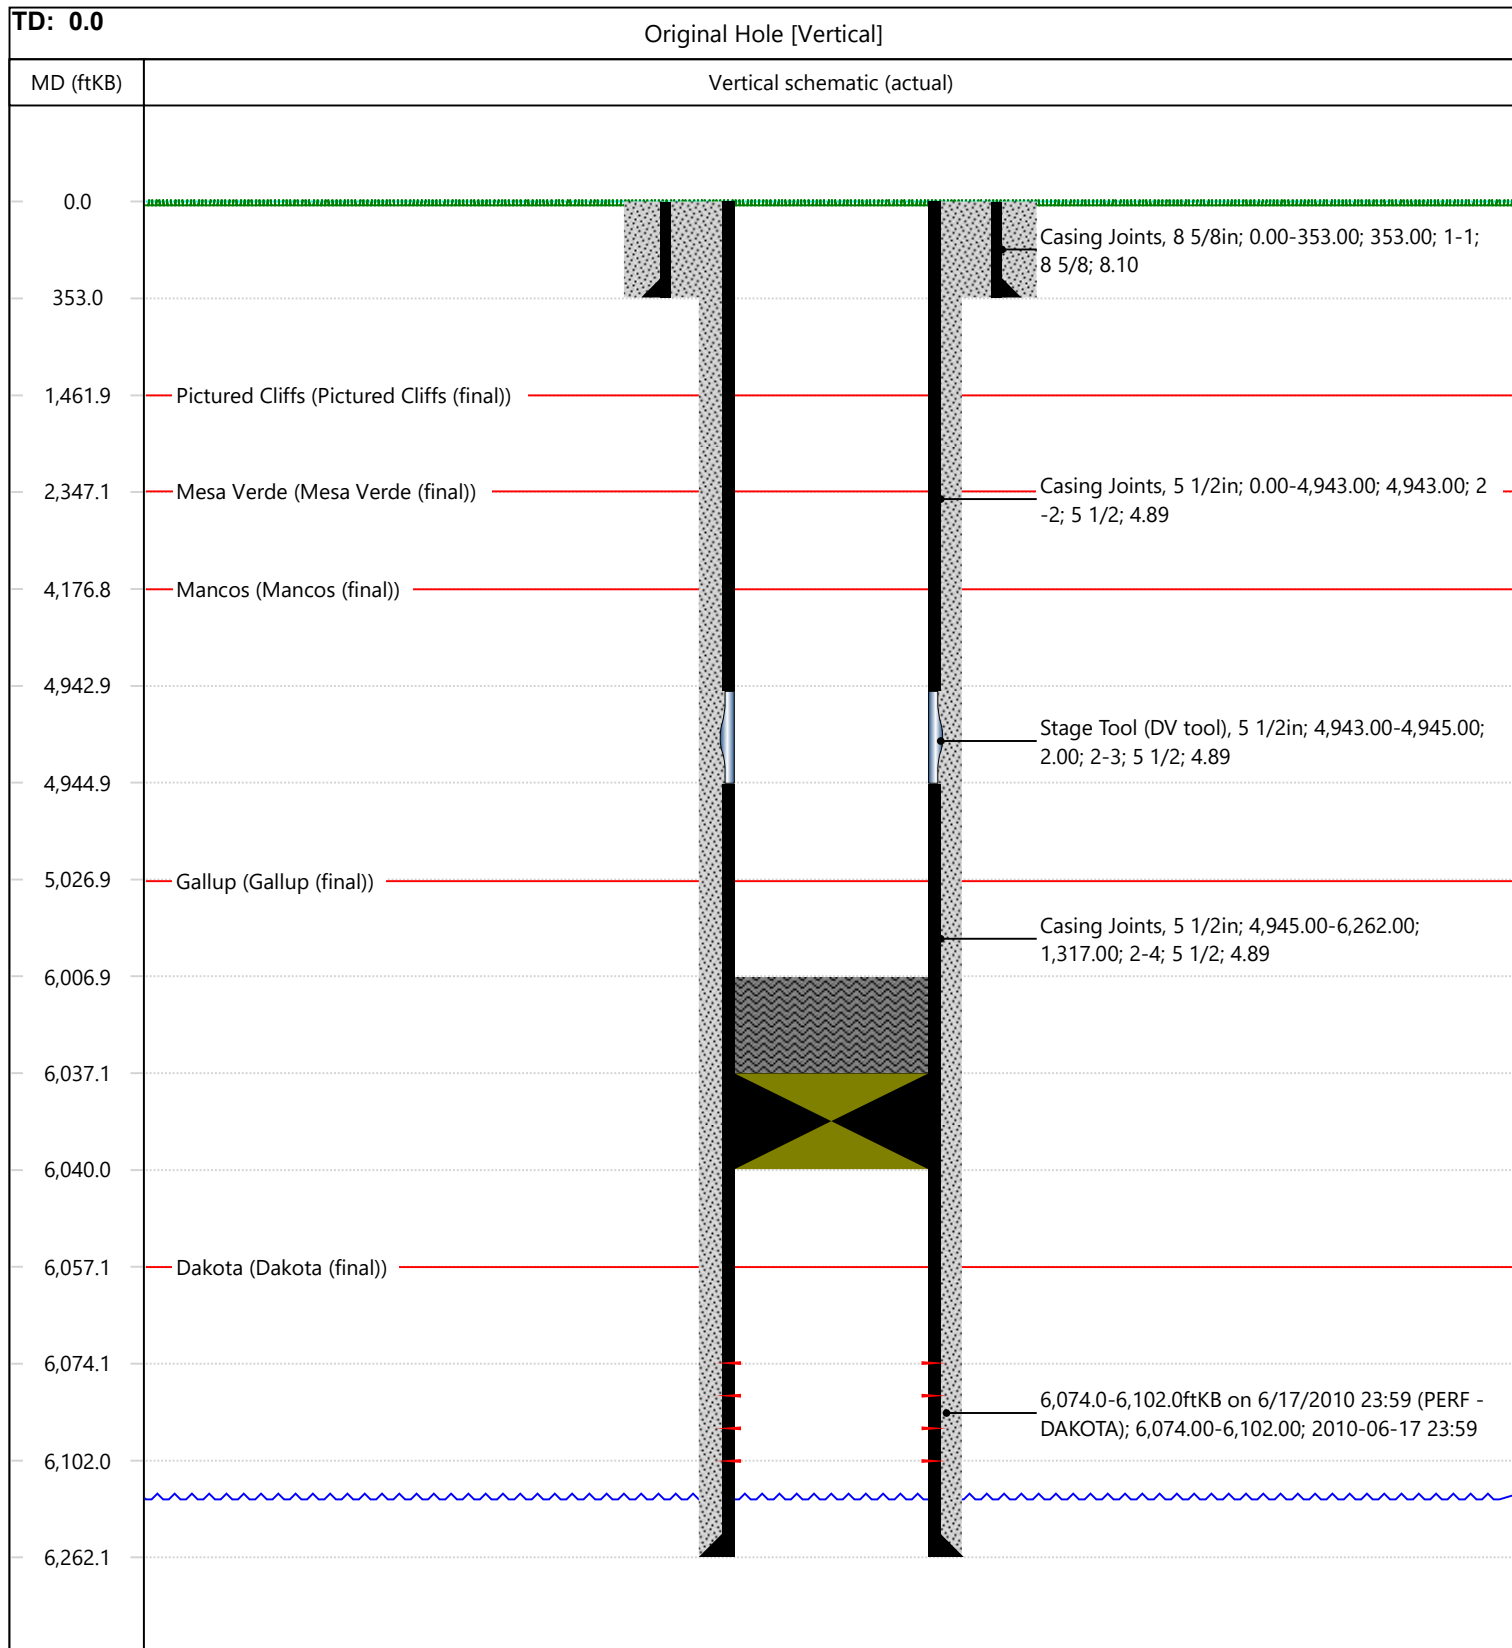 TD: 0.0
Original Hole [Vertical]
MD (ftKB)
Vertical schematic (actual)
0.0
Casing Joints, 8 5/8in; 0.00-353.00; 353.00; 1-1;
8 5/8; 8.10
353.0
1,461.9
Pictured Cliffs (Pictured Cliffs (final))
2,347.1
Mesa Verde (Mesa Verde (final))
Casing Joints, 5 1/2in; 0.00-4,943.00; 4,943.00; 2
-2; 5 1/2; 4.89
4,176.8
Mancos (Mancos (final))
4,942.9
Stage Tool (DV tool), 5 1/2in; 4,943.00-4,945.00;
2.00; 2-3; 5 1/2; 4.89
4,944.9
5,026.9
Gallup (Gallup (final))
Casing Joints, 5 1/2in; 4,945.00-6,262.00;
1,317.00; 2-4; 5 1/2; 4.89
6,006.9
6,037.1
6,040.0
6,057.1
Dakota (Dakota (final))
6,074.1
6,074.0-6,102.0ftKB on 6/17/2010 23:59 (PERF -
DAKOTA); 6,074.00-6,102.00; 2010-06-17 23:59
6,102.0
6,262.1